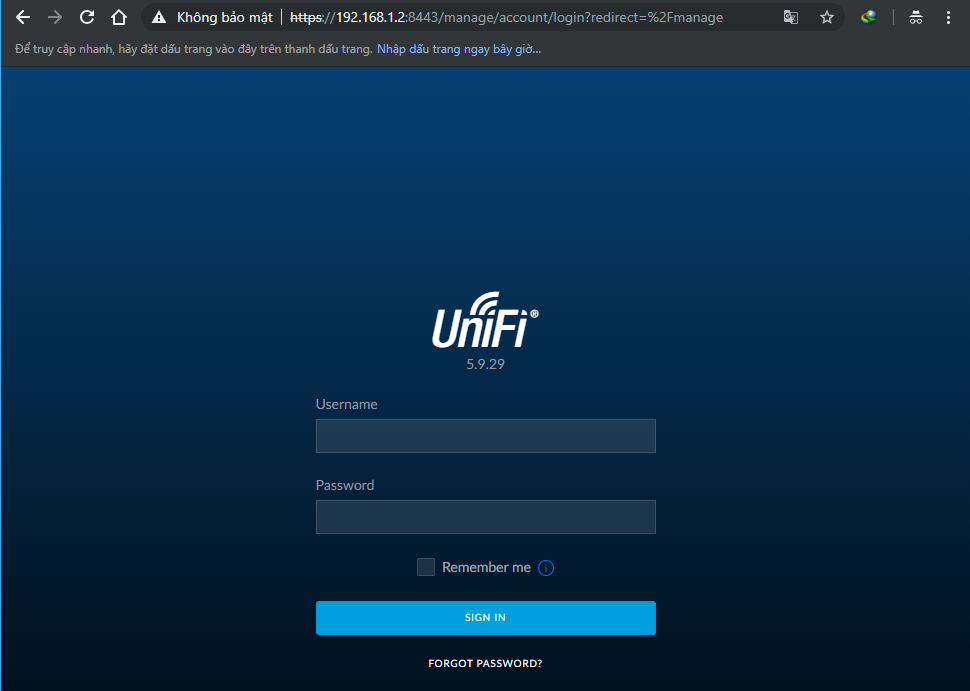 Không bảo mật https://192.168.1.2:8443/manage/account/login?redirect=%2Fmanage
Để truy cập nhanh, hãy đặt dấu trang vào đây trên thanh dấu trang. Nhập dấu trang ngay bây giờ...
UniFi®
5.9.29
Username
Password
Remember me
SIGN IN
FORGOT PASSWORD?